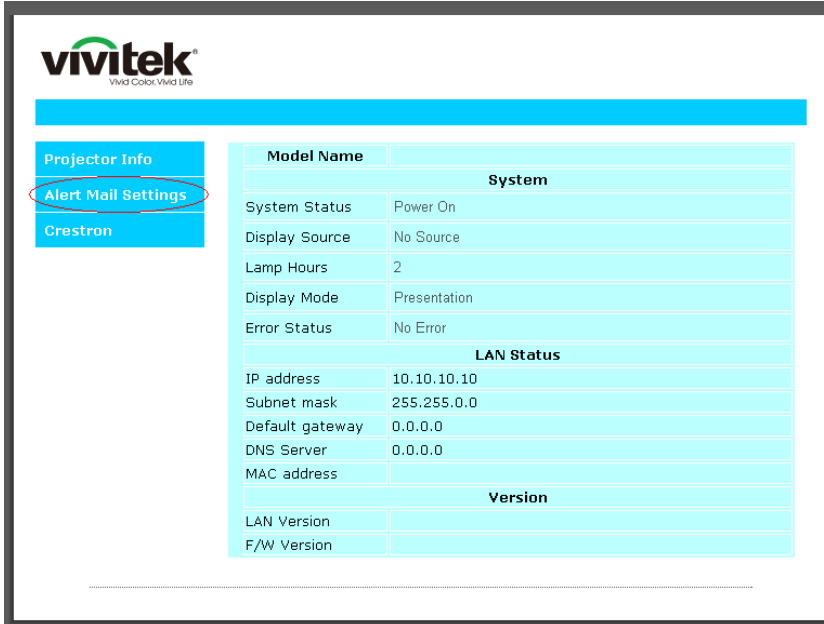 vivitek®
Vivid Color, Vivid Life
Projector Info
Alert Mail Settings
Crestron
Model Name
System
System Status Power On
Display Source No Source
Lamp Hours 2
Display Mode Presentation
Error Status No Error
LAN Status
IP address 10.10.10.10
Subnet mask 255.255.0.0
Default gateway 0.0.0.0
DNS Server 0.0.0.0
MAC address
Version
LAN Version
F/W Version